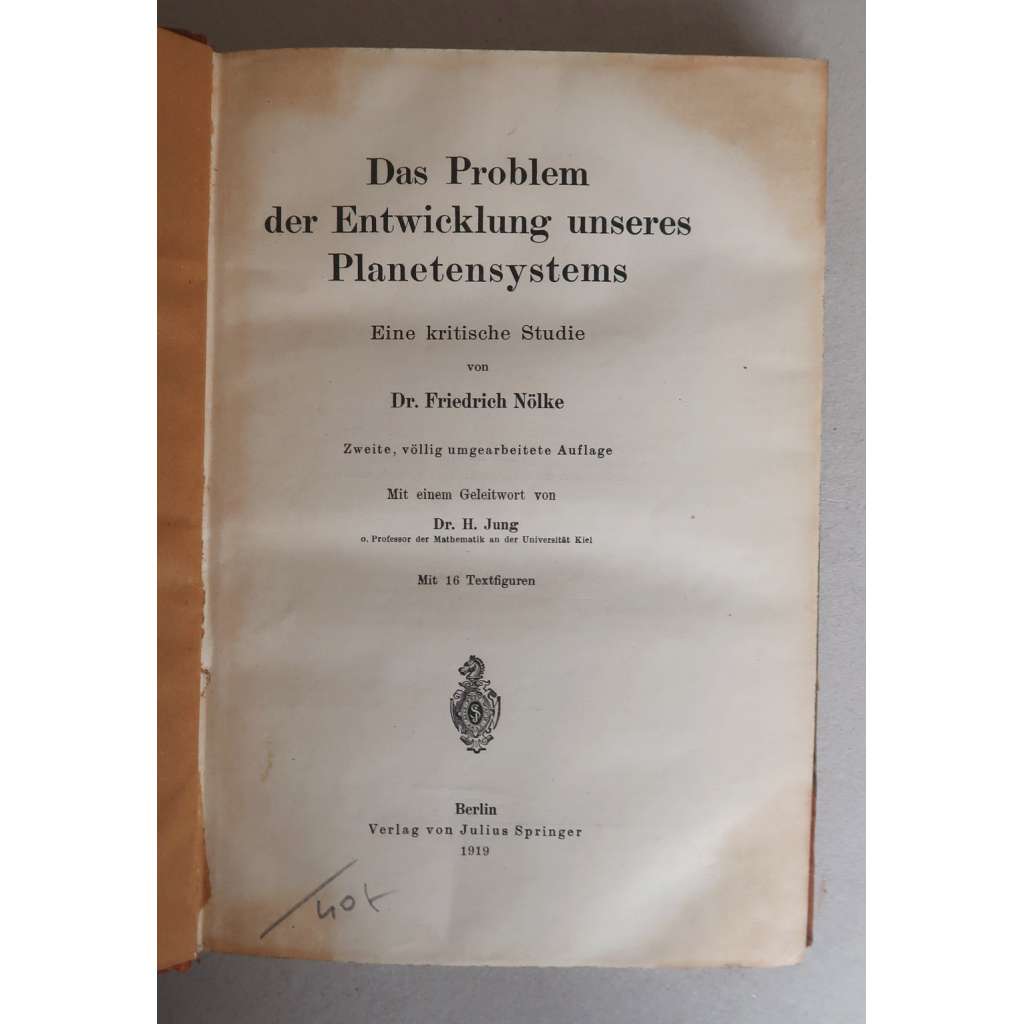 Das Problem
der Entwicklung unseres
Planetensystems
Eine kritische Studie
von
Dr. Friedrich Nölke
Zweite, völlig umgearbeitete Auflage
Mit einem Geleitwort von
Dr. H. Jung
o. Professor der Mathematik an der Universität Kiel
Mit 16 Textfiguren
Berlin
Verlag von Julius Springer
1919